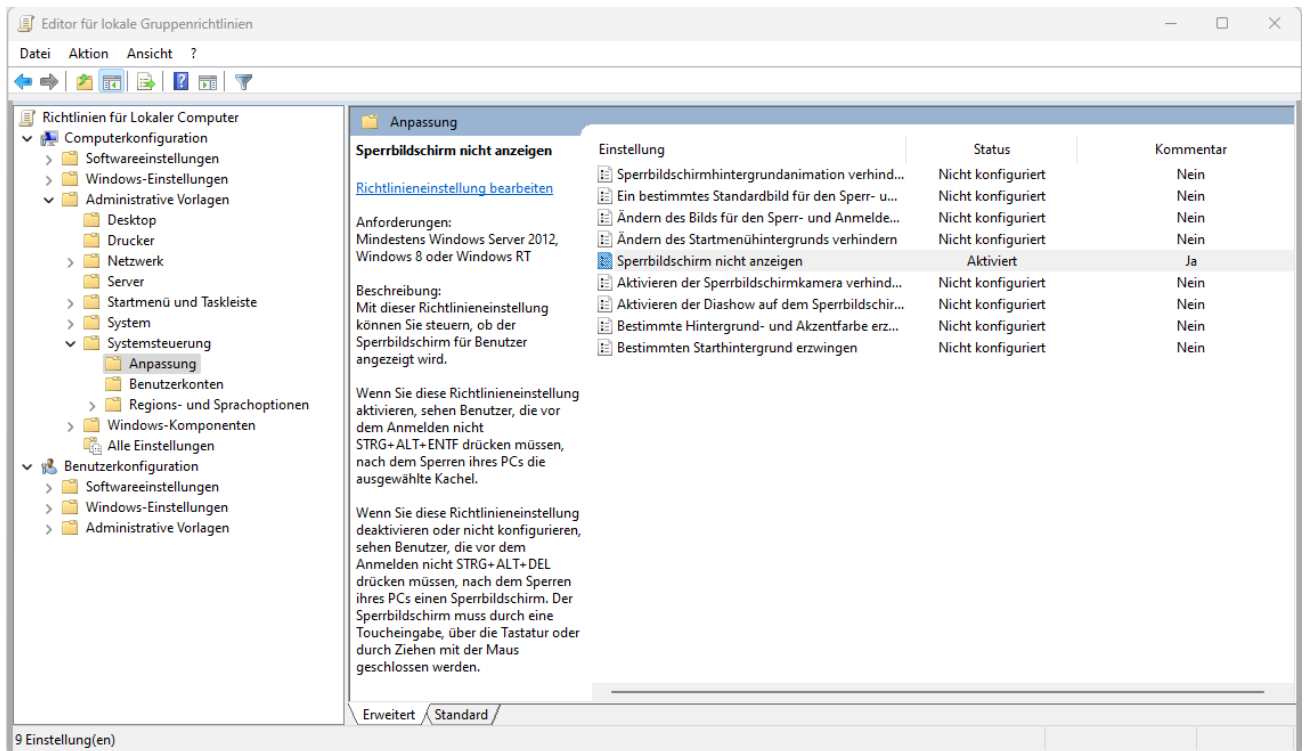 Editor für lokale Gruppenrichtlinien
Datei Aktion Ansicht ?
Richtlinien für Lokaler Computer
Computerkonfiguration
Softwareeinstellungen
Windows-Einstellungen
Administrative Vorlagen
Desktop
Drucker
Netzwerk
Server
Startmenü und Taskleiste
System
Systemsteuerung
Anpassung
Benutzerkonten
Regions- und Sprachoptionen
Windows-Komponenten
Alle Einstellungen
Benutzerkonfiguration
Softwareeinstellungen
Windows-Einstellungen
Administrative Vorlagen
Anpassung
Sperrbildschirm nicht anzeigen
Richtlinieneinstellung bearbeiten
Anforderungen:
Mindestens Windows Server 2012,
Windows 8 oder Windows RT
Beschreibung:
Mit dieser Richtlinieneinstellung
können Sie steuern, ob der
Sperrbildschirm für Benutzer
angezeigt wird.
Wenn Sie diese Richtlinieneinstellung
aktivieren, sehen Benutzer, die vor
dem Anmelden nicht
STRG+ALT+ENTF drücken müssen,
nach dem Sperren ihres PCs die
ausgewählte Kachel.
Wenn Sie diese Richtlinieneinstellung
deaktivieren oder nicht konfigurieren,
sehen Benutzer, die vor dem
Anmelden nicht STRG+ALT+DEL
drücken müssen, nach dem Sperren
ihres PCs einen Sperrbildschirm. Der
Sperrbildschirm muss durch eine
Toucheingabe, über die Tastatur oder
durch Ziehen mit der Maus
geschlossen werden.
Einstellung Status Kommentar
Sperrbildschirmhintergrundanimation verhind... Nicht konfiguriert Nein
Ein bestimmtes Standardbild für den Sperr- u... Nicht konfiguriert Nein
Ändern des Bilds für den Sperr- und Anmelde... Nicht konfiguriert Nein
Ändern des Startmenühintergrunds verhindern Nicht konfiguriert Nein
Sperrbildschirm nicht anzeigen Aktiviert Ja
Aktivieren der Sperrbildschirmkamera verhind... Nicht konfiguriert Nein
Aktivieren der Diashow auf dem Sperrbildschir... Nicht konfiguriert Nein
Bestimmte Hintergrund- und Akzentfarbe erz... Nicht konfiguriert Nein
Bestimmten Starthintergrund erzwingen Nicht konfiguriert Nein
Erweitert Standard
9 Einstellung(en)